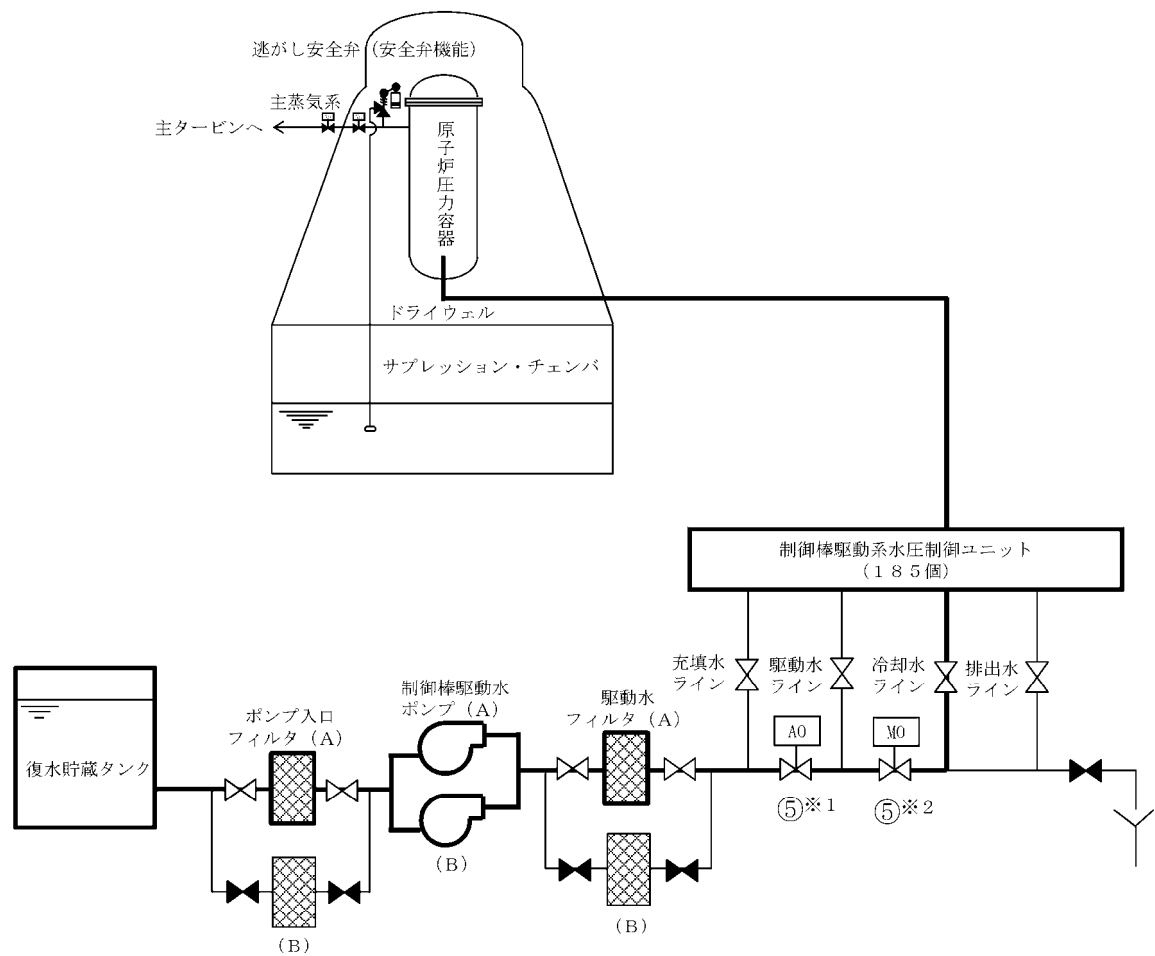 逃がし安全弁（安全弁機能）
主蒸気系
主タービンへ
原子炉圧力容器
ドライウェル
サプレッション・チェンバ
制御棒駆動系水圧制御ユニット
（１８５個）
充填水
ライン
駆動水
ライン
冷却水
ライン
排出水
ライン
制御棒駆動水
ポンプ（A）
駆動水
フィルタ（A）
ポンプ入口
フィルタ（A）
復水貯蔵タンク
AO
MO
⑤※１
⑤※２
（B）
（B）
（B）